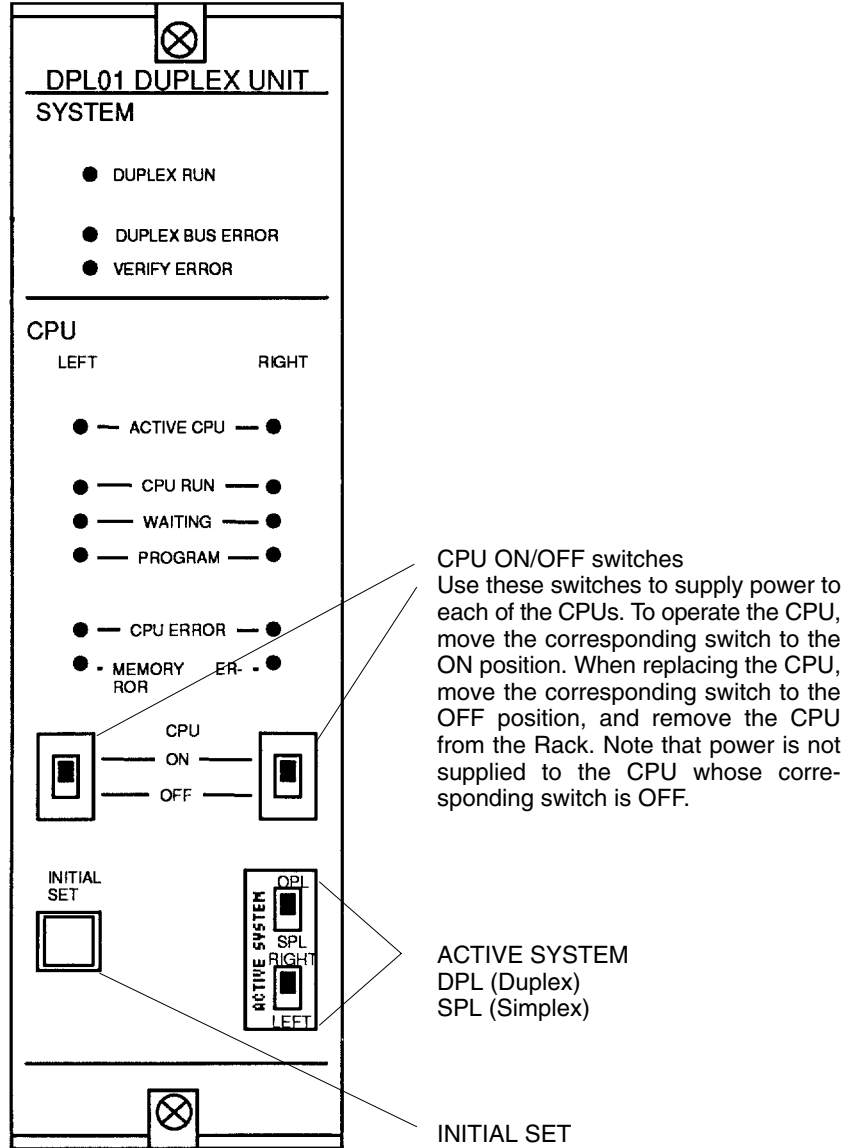 DPL01 DUPLEX UNIT
SYSTEM
DUPLEX RUN
DUPLEX BUS ERROR
VERIFY ERROR
CPU
LEFT RIGHT
ACTIVE CPU
CPU RUN
WAITING
PROGRAM
CPU ERROR
MEMORY ER-
ROR
CPU
ON
OFF
INITIAL
SET
ACTIVE SYSTEM
DPL
SPL
RIGHT
LEFT
CPU ON/OFF switches
Use these switches to supply power to
each of the CPUs. To operate the CPU,
move the corresponding switch to the
ON position. When replacing the CPU,
move the corresponding switch to the
OFF position, and remove the CPU
from the Rack. Note that power is not
supplied to the CPU whose corre-
sponding switch is OFF.
ACTIVE SYSTEM
DPL (Duplex)
SPL (Simplex)
INITIAL SET